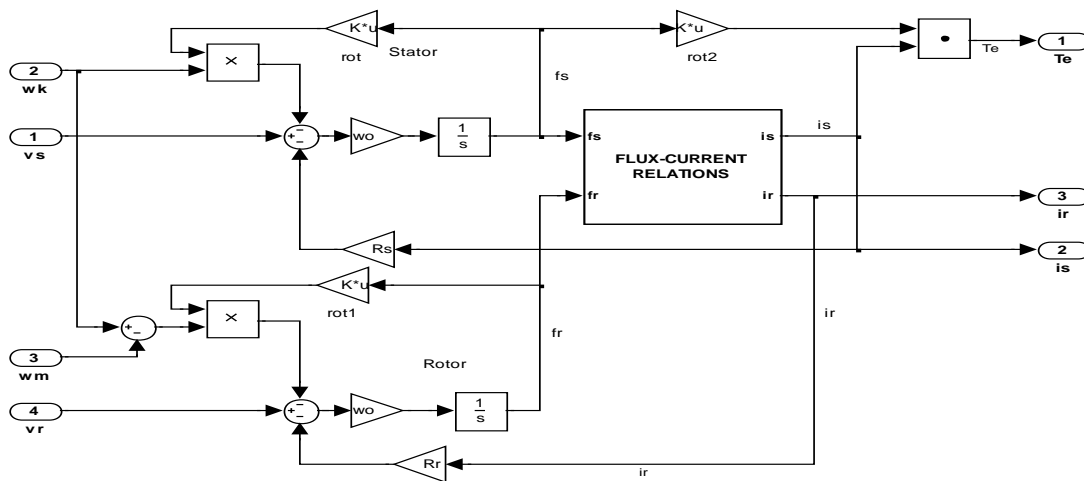 K*u
K*u
rot
Stator
rot2
Te
1
Te
2
wk
×
fs
1
vs
wo
1
s
fs
is
is
FLUX-CURRENT
RELATIONS
fr
ir
3
ir
Rs
2
is
K*u
rot1
×
ir
fr
3
wm
Rotor
4
vr
wo
1
s
Rr
ir